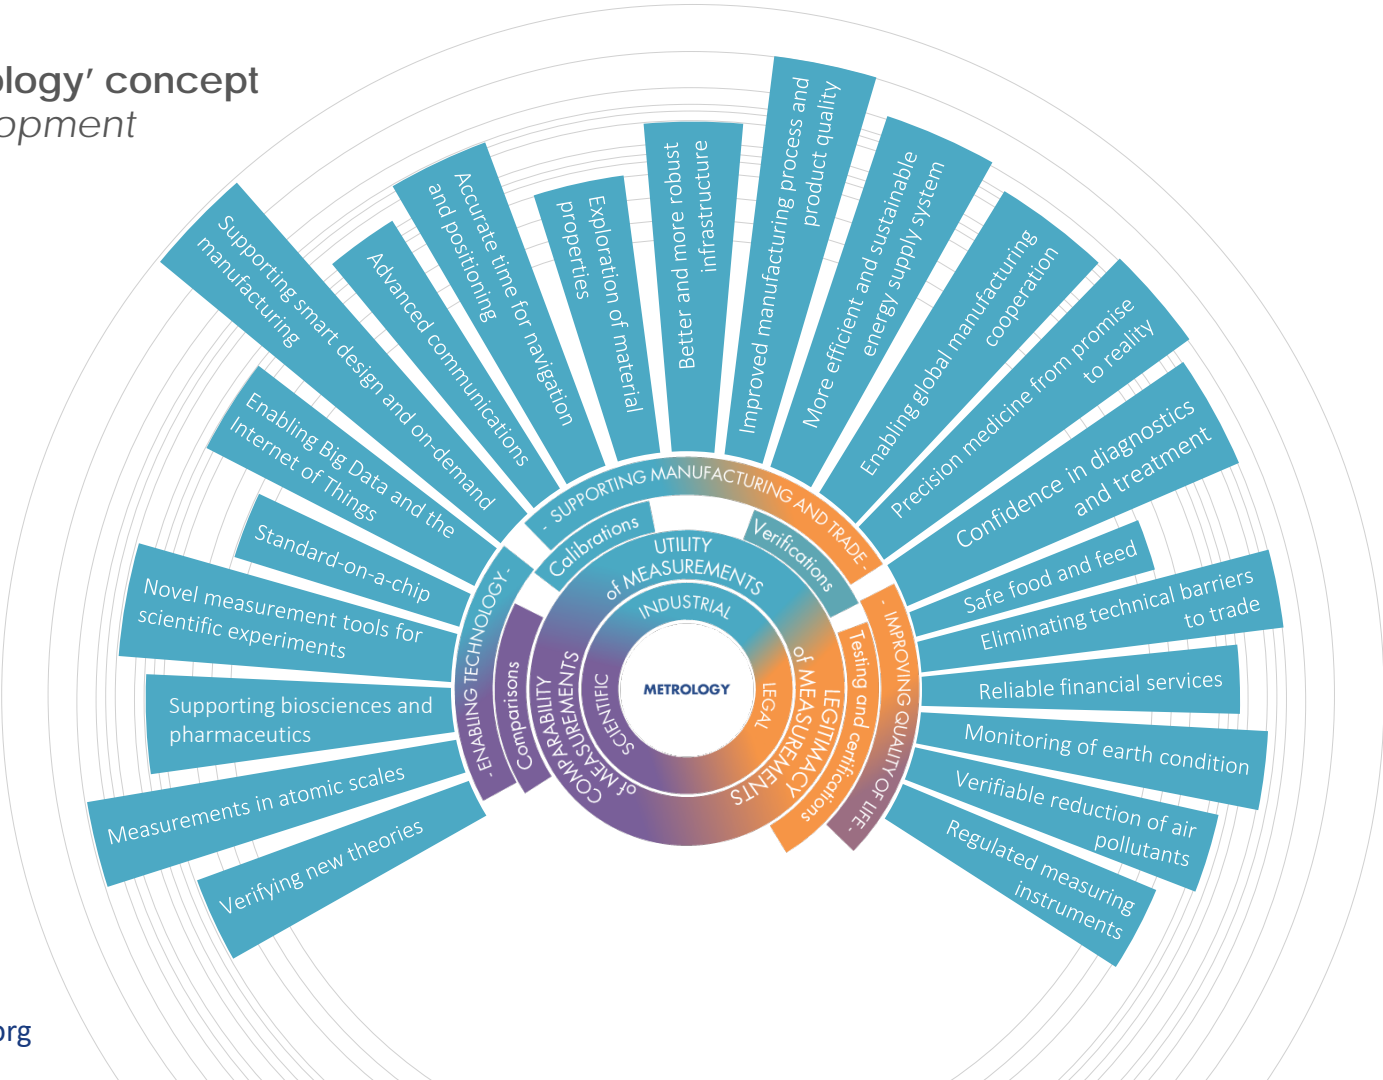 ology’ concept
opment
Verifying new theories
Measurements in atomic scales
Supporting biosciences and
pharmaceutics
Novel measurement tools for
scientific experiments
Standard-on-a-chip
Enabling Big Data and the
Internet of Things
Supporting smart design and on-demand
manufacturing
Advanced communications
Accurate time for navigation
and positioning
Exploration of material
properties
Better and more robust
infrastructure
Improved manufacturing process and
product quality
More efficient and sustainable
energy supply system
Enabling global manufacturing
cooperation
Precision medicine from promise
to reality
Confidence in diagnostics
and treatment
Safe food and feed
Eliminating technical barriers
to trade
Reliable financial services
Monitoring of earth condition
Verifiable reduction of air
pollutants
Regulated measuring
instruments
- ENABLING TECHNOLOGY -
- SUPPORTING MANUFACTURING AND TRADE -
- IMPROVING QUALITY OF LIFE -
Comparisons
Calibrations
Verifications
Testing and certifications
COMPARABILITY
of MEASUREMENTS
UTILITY
of MEASUREMENTS
LEGITIMACY
of MEASUREMENTS
SCIENTIFIC
INDUSTRIAL
LEGAL
METROLOGY
org